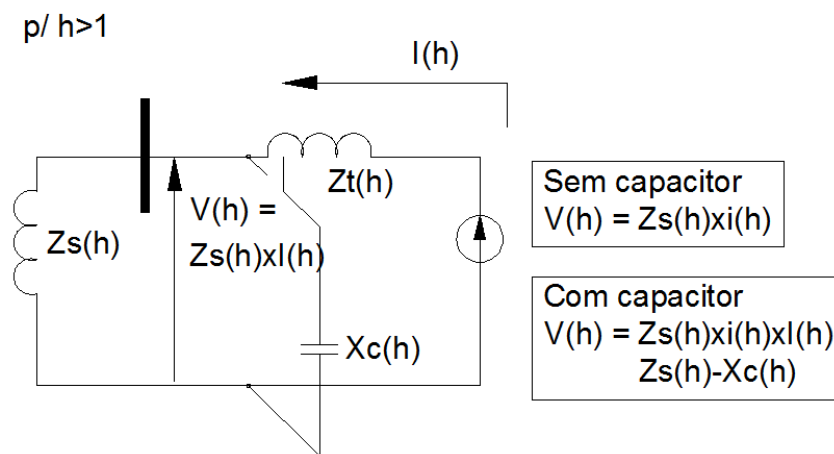 p/ h>1
I(h)
Zt(h)
Zs(h)
V(h) =
Zs(h)xI(h)
Xc(h)
Sem capacitor
V(h) = Zs(h)xi(h)
Com capacitor
V(h) = Zs(h)xi(h)xI(h)
Zs(h)-Xc(h)